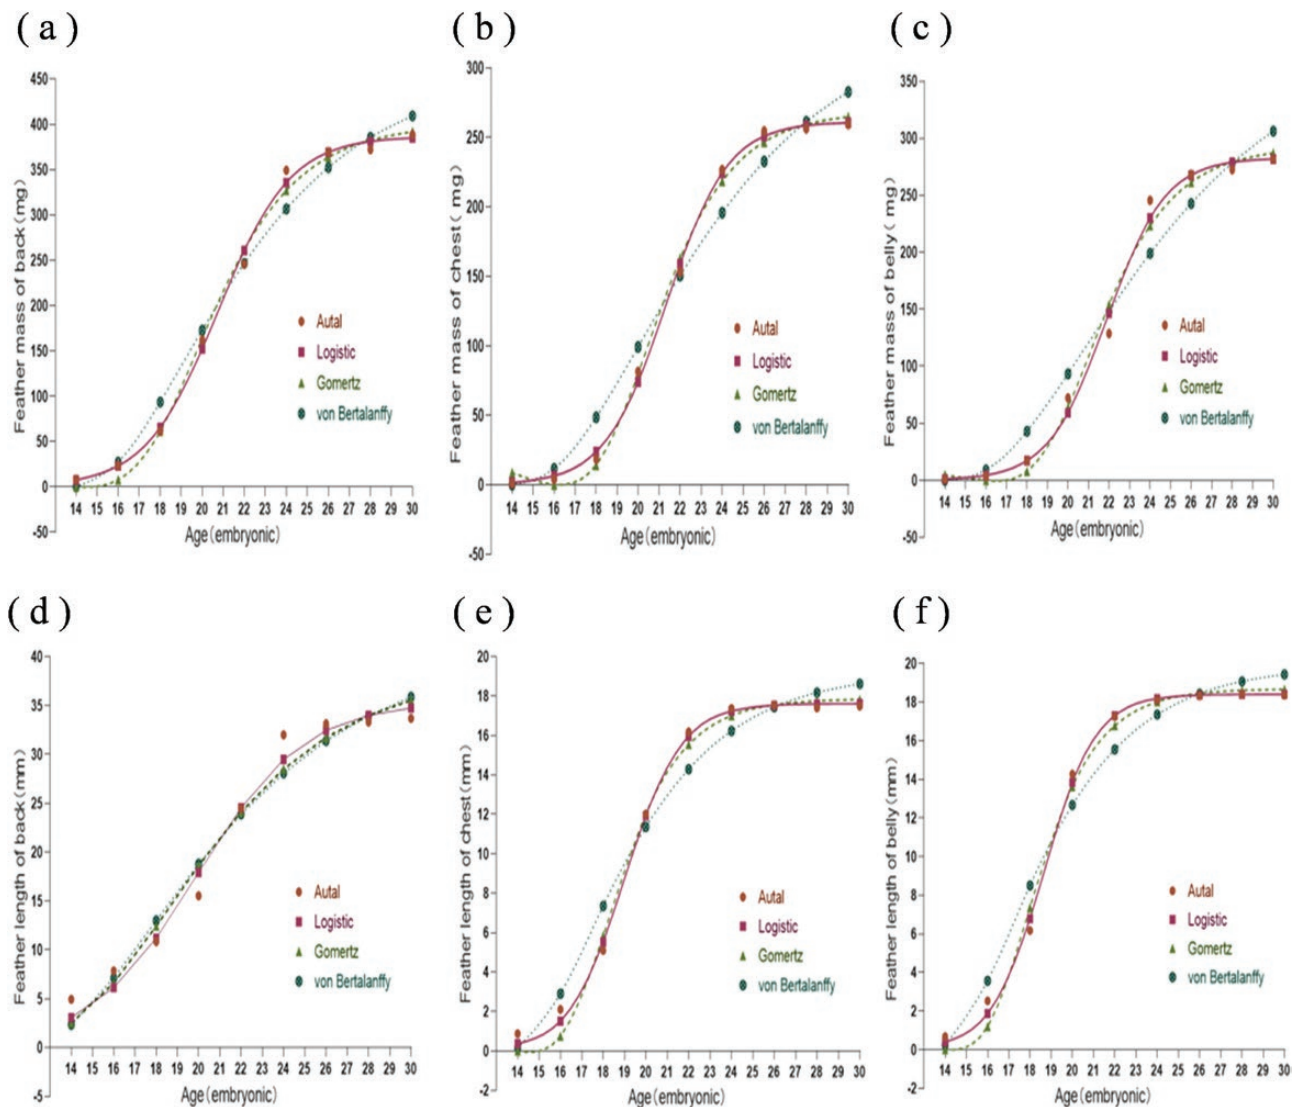 ( a )
450
400
350
300
250
200
150
100
50
0
-50
Feather mass of back(mg)
Autal
Logistic
Gomertz
von Bertalanffy
14 15 16 17 18 19 20 21 22 23 24 25 26 27 28 29 30
Age(embryonic)
( b )
300
250
200
150
100
50
0
-50
Feather mass of chest( mg)
Autal
Logistic
Gomertz
von Bertalanffy
14 15 16 17 18 19 20 21 22 23 24 25 26 27 28 29 30
Age(embryonic)
( c )
350
300
250
200
150
100
50
0
-50
Feather mass of belly( mg)
Autal
Logistic
Gomertz
von Bertalanffy
14 15 16 17 18 19 20 21 22 23 24 25 26 27 28 29 30
Age(embryonic)
( d )
40
35
30
25
20
15
10
5
0
-5
Feather length of back(mm)
Autal
Logistic
Gomertz
von Bertalanffy
14 15 16 17 18 19 20 21 22 23 24 25 26 27 28 29 30
Age(embryonic)
( e )
20
18
16
14
12
10
8
6
4
2
0
-2
Feather length of chest(mm)
Autal
Logistic
Gomertz
von Bertalanffy
14 15 16 17 18 19 20 21 22 23 24 25 26 27 28 29 30
Age(embryonic)
( f )
20
18
16
14
12
10
8
6
4
2
0
-2
Feather length of belly(mm)
Autal
Logistic
Gomertz
von Bertalanffy
14 15 16 17 18 19 20 21 22 23 24 25 26 27 28 29 30
Age(embryonic)